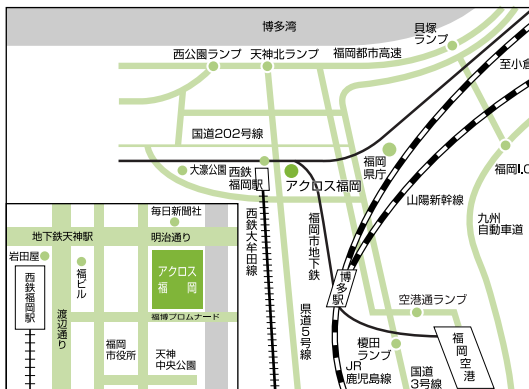 博多湾
貝塚
ランプ
西公園ランプ
天神北ランプ
福岡都市高速
至小倉
国道202号線
大濠公園
西鉄
福岡駅
アクロス福岡
福岡
県庁
福岡I.C
山陽新幹線
九州
自動車道
西鉄大牟田線
福岡市地下鉄
博多駅
空港通ランプ
福岡空港
県道5号線
榎田
ランプ
JR
鹿児島線
国道
3号線
毎日新聞社
地下鉄天神駅
明治通り
岩田屋
福ビル
アクロス
福岡
西鉄福岡駅
渡辺通り
福博プロムナード
福岡
市役所
天神
中央公園